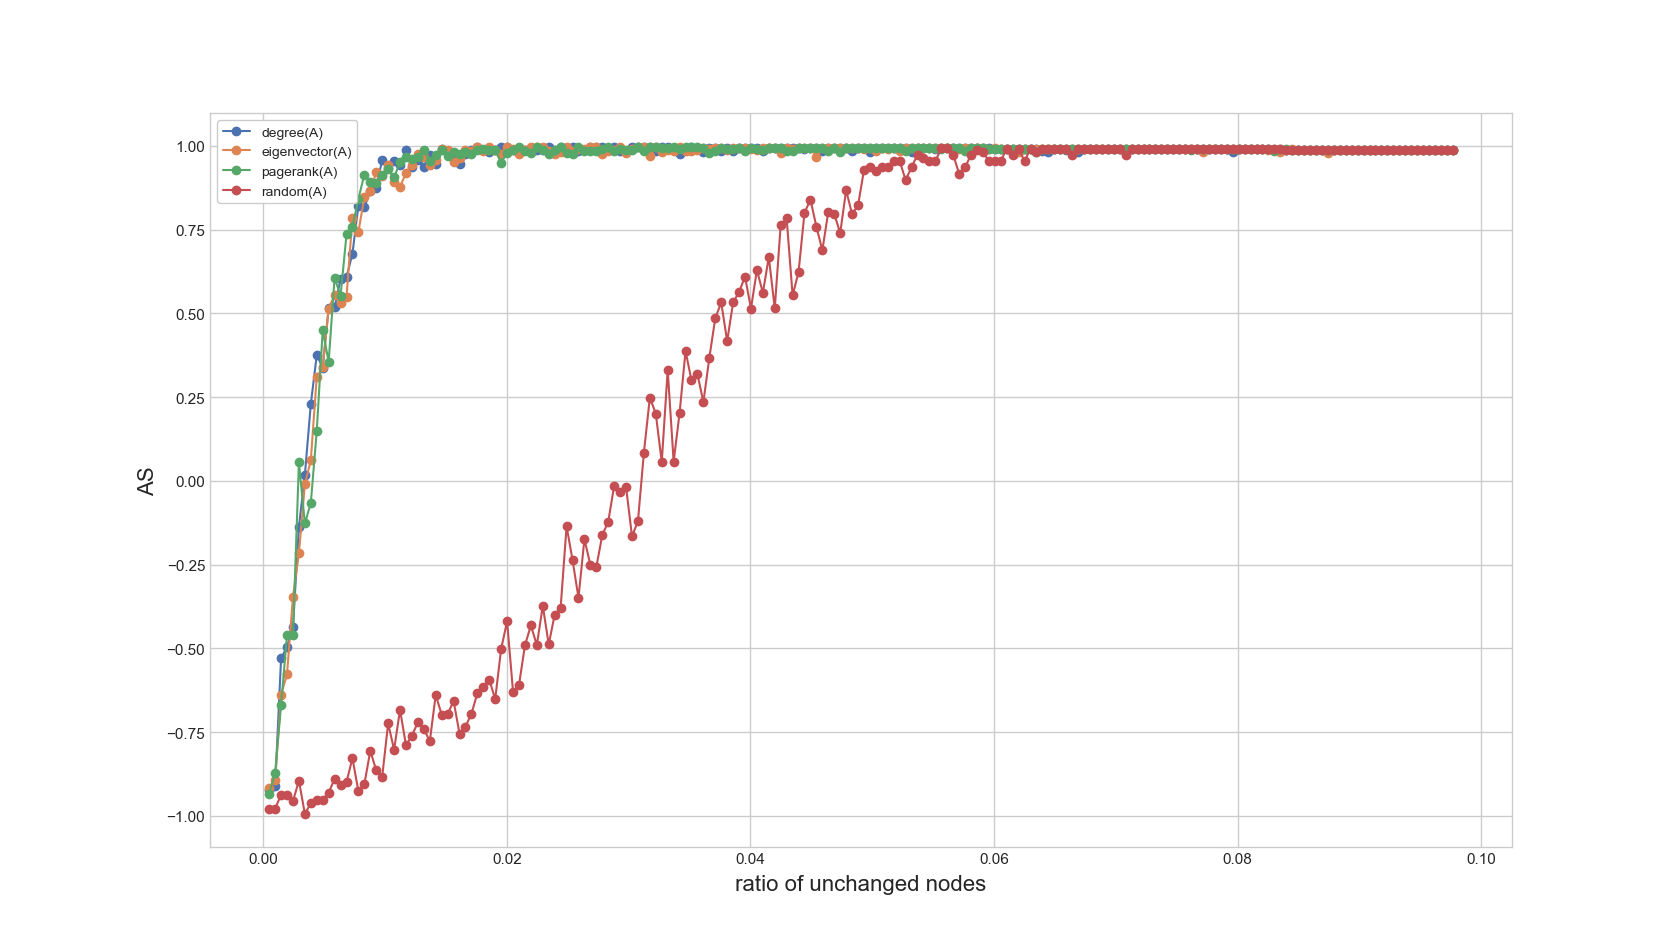 degree(A)
eigenvector(A)
pagerank(A)
random(A)
1.00
0.75
0.50
0.25
0.00
−0.25
−0.50
−0.75
−1.00
AS
0.00 0.02 0.04 0.06 0.08 0.10
ratio of unchanged nodes